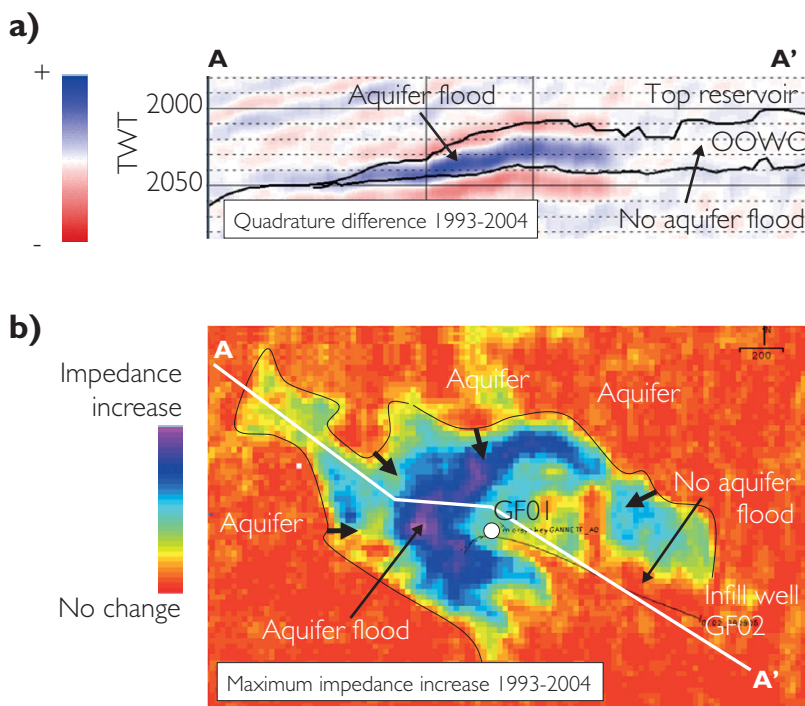 a)
A
A'
+
-
TWT
2000
2050
Aquifer flood
Top reservoir
OOWC
No aquifer flood
Quadrature difference 1993-2004
b)
Impedance
increase
No change
A
N
200
Aquifer
Aquifer
No aquifer
flood
GF01
Aquifer
Infill well
GF02
Aquifer flood
A'
Maximum impedance increase 1993-2004